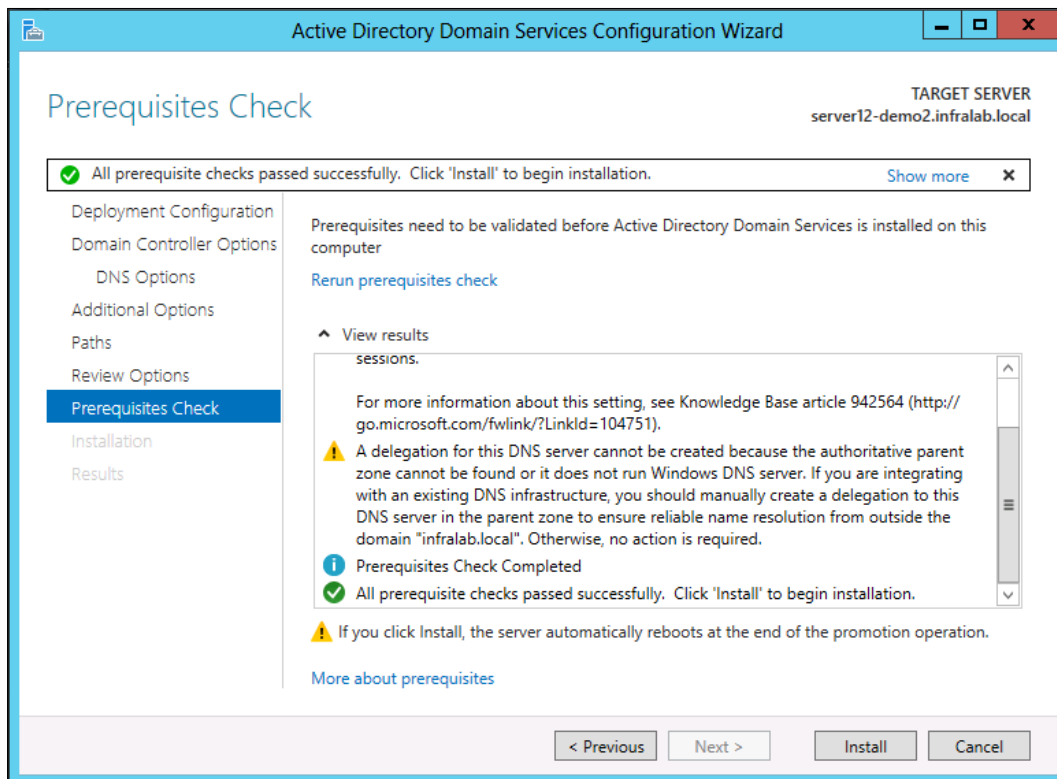 Active Directory Domain Services Configuration Wizard
Prerequisites Check
TARGET SERVER
server12-demo2.infralab.local
All prerequisite checks passed successfully.  Click 'Install' to begin installation.
Show more
Deployment Configuration
Domain Controller Options
DNS Options
Additional Options
Paths
Review Options
Prerequisites Check
Installation
Results
Prerequisites need to be validated before Active Directory Domain Services is installed on this
computer
Rerun prerequisites check
View results
sessions.
For more information about this setting, see Knowledge Base article 942564 (http://
go.microsoft.com/fwlink/?LinkId=104751).
A delegation for this DNS server cannot be created because the authoritative parent
zone cannot be found or it does not run Windows DNS server. If you are integrating
with an existing DNS infrastructure, you should manually create a delegation to this
DNS server in the parent zone to ensure reliable name resolution from outside the
domain "infralab.local". Otherwise, no action is required.
Prerequisites Check Completed
All prerequisite checks passed successfully.  Click 'Install' to begin installation.
If you click Install, the server automatically reboots at the end of the promotion operation.
More about prerequisites
< Previous
Next >
Install
Cancel